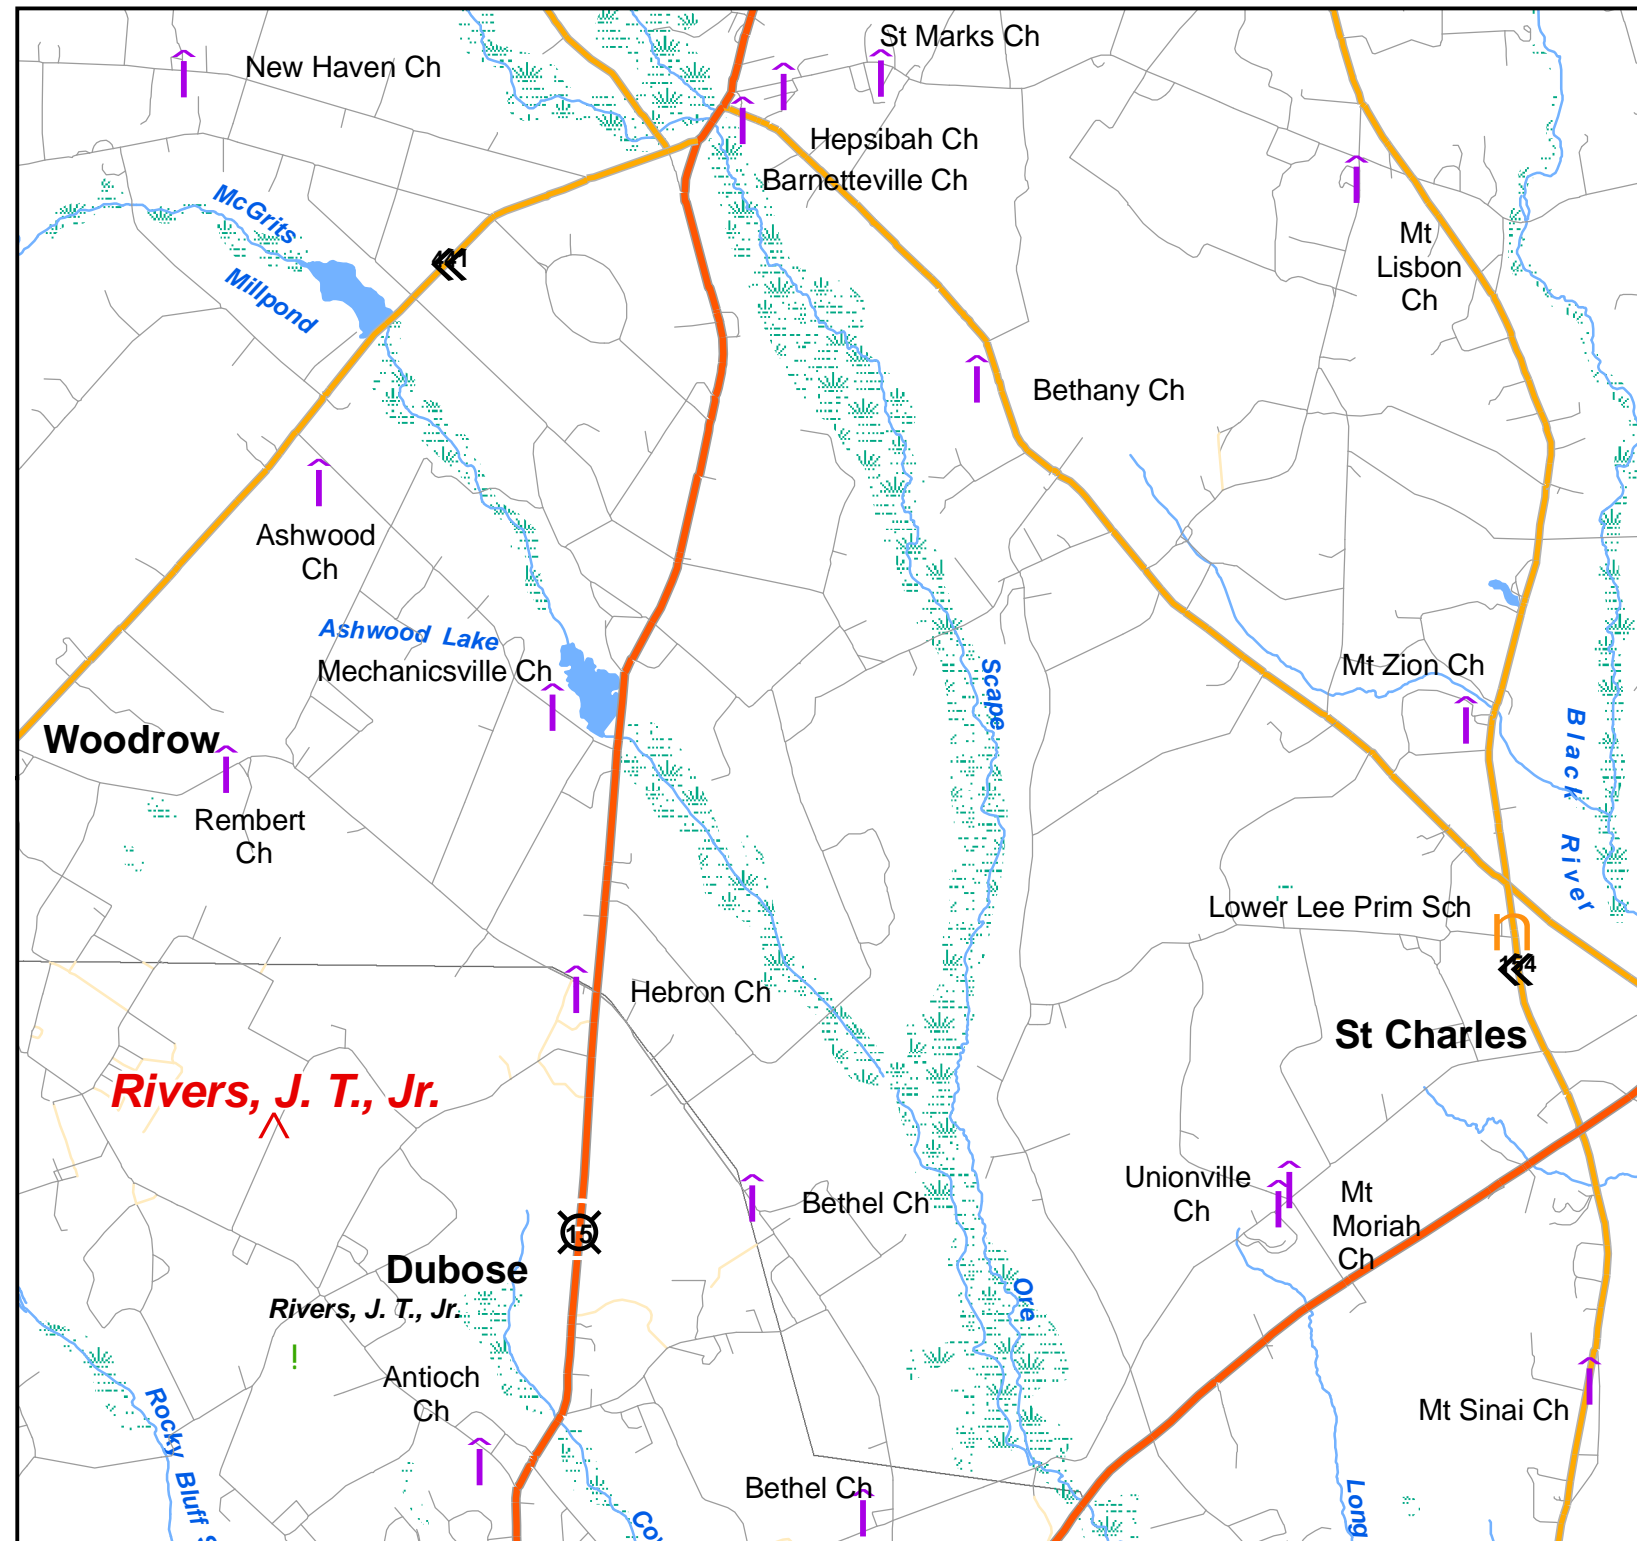 St Marks Ch
New Haven Ch
Hepsibah Ch
Barnetteville Ch
McGrits
Millpond
Mt
Lisbon
Ch
Bethany Ch
Ashwood
Ch
Ashwood Lake
Mechanicsville Ch
Scape
Mt Zion Ch
Woodrow
Black River
Rembert
Ch
Lower Lee Prim Sch
154
Hebron Ch
St Charles
Rivers, J. T., Jr.
Unionville
Ch
Mt
Moriah
Ch
Bethel Ch
15
Dubose
Rivers, J. T., Jr.
Ore
Antioch
Ch
Rocky Bluff S
Mt Sinai Ch
Bethel Ch
Long